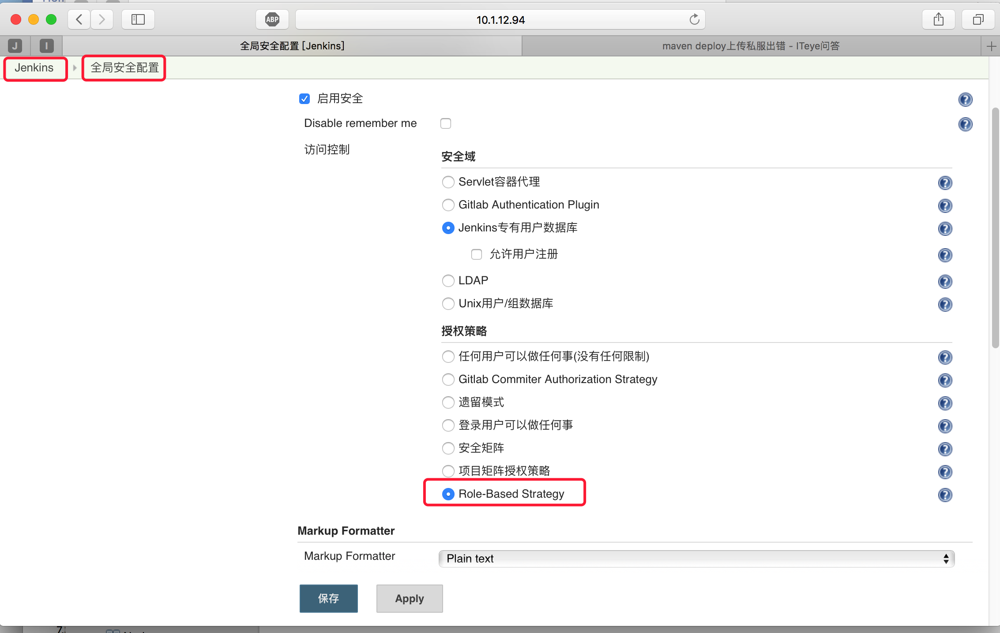 ABP
10.1.12.94
J
I
全局安全配置 [Jenkins]
maven deploy上传私服出错 - ITeye问答
Jenkins
全局安全配置
启用安全
Disable remember me
访问控制
安全域
Servlet容器代理
Gitlab Authentication Plugin
Jenkins专有用户数据库
允许用户注册
LDAP
Unix用户/组数据库
授权策略
任何用户可以做任何事(没有任何限制)
Gitlab Commiter Authorization Strategy
遗留模式
登录用户可以做任何事
安全矩阵
项目矩阵授权策略
Role-Based Strategy
Markup Formatter
Markup Formatter
Plain text
保存
Apply